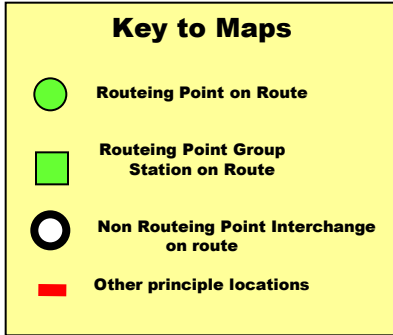 Key to Maps
Routeing Point on Route
Routeing Point Group
Station on Route
Non Routeing Point Interchange
on route
Other principle locations